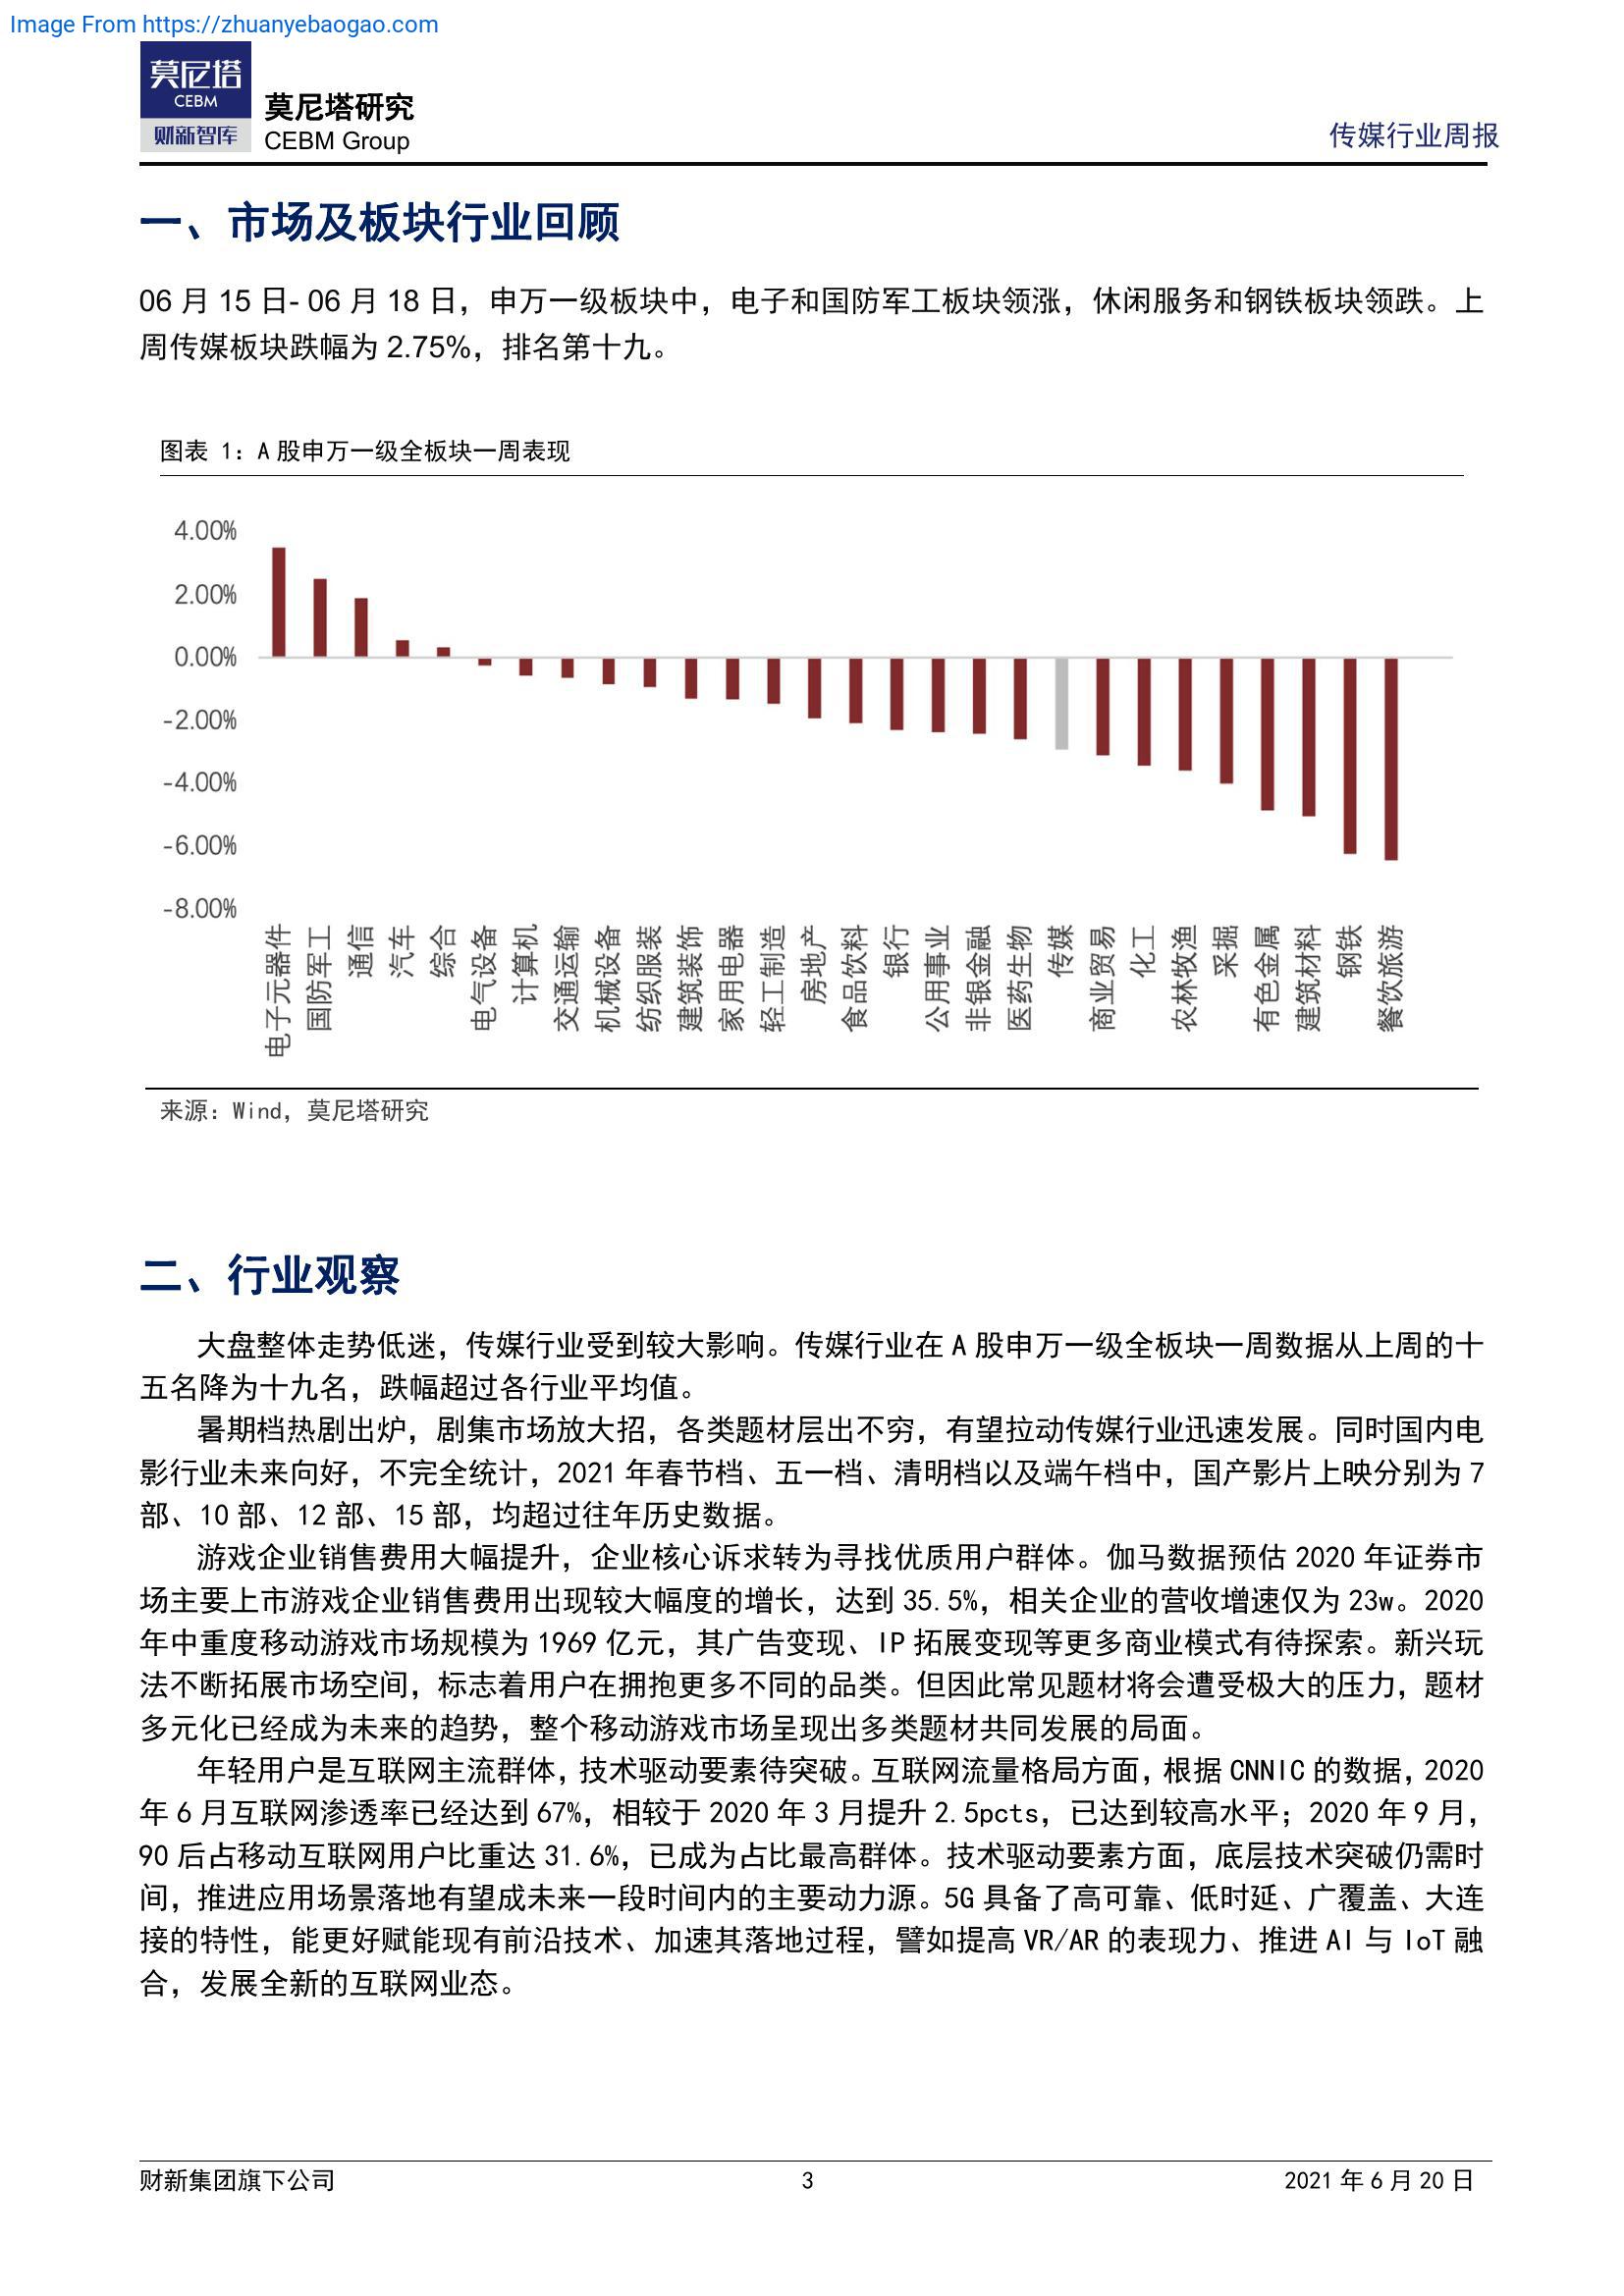 Image From https://zhuanyebaogao.com
莫尼塔
CEBM
财新智库
莫尼塔研究
CEBM Group
传媒行业周报
一、市场及板块行业回顾
06 月 15 日- 06 月 18 日，申万一级板块中，电子和国防军工板块领涨，休闲服务和钢铁板块领跌。上
周传媒板块跌幅为 2.75%，排名第十九。
图表 1：A 股申万一级全板块一周表现
4.00%
2.00%
0.00%
-2.00%
-4.00%
-6.00%
-8.00%
电子元器件
国防军工
通信
汽车
综合
电气设备
计算机
交通运输
机械设备
纺织服装
建筑装饰
家用电器
轻工制造
房地产
食品饮料
银行
公用事业
非银金融
医药生物
传媒
商业贸易
化工
农林牧渔
采掘
有色金属
建筑材料
钢铁
餐饮旅游
来源：Wind，莫尼塔研究
二、行业观察
大盘整体走势低迷，传媒行业受到较大影响。传媒行业在 A 股申万一级全板块一周数据从上周的十
五名降为十九名，跌幅超过各行业平均值。
暑期档热剧出炉，剧集市场放大招，各类题材层出不穷，有望拉动传媒行业迅速发展。同时国内电
影行业未来向好，不完全统计，2021 年春节档、五一档、清明档以及端午档中，国产影片上映分别为 7
部、10 部、12 部、15 部，均超过往年历史数据。
游戏企业销售费用大幅提升，企业核心诉求转为寻找优质用户群体。伽马数据预估 2020 年证券市
场主要上市游戏企业销售费用出现较大幅度的增长，达到 35.5%，相关企业的营收增速仅为 23w。2020
年中重度移动游戏市场规模为 1969 亿元，其广告变现、IP 拓展变现等更多商业模式有待探索。新兴玩
法不断拓展市场空间，标志着用户在拥抱更多不同的品类。但因此常见题材将会遭受极大的压力，题材
多元化已经成为未来的趋势，整个移动游戏市场呈现出多类题材共同发展的局面。
年轻用户是互联网主流群体，技术驱动要素待突破。互联网流量格局方面，根据 CNNIC 的数据，2020
年 6 月互联网渗透率已经达到 67%，相较于 2020 年 3 月提升 2.5pcts，已达到较高水平；2020 年 9 月，
90 后占移动互联网用户比重达 31.6%，已成为占比最高群体。技术驱动要素方面，底层技术突破仍需时
间，推进应用场景落地有望成未来一段时间内的主要动力源。5G 具备了高可靠、低时延、广覆盖、大连
接的特性，能更好赋能现有前沿技术、加速其落地过程，譬如提高 VR/AR 的表现力、推进 AI 与 IoT 融
合，发展全新的互联网业态。
财新集团旗下公司
3
2021 年 6 月 20 日